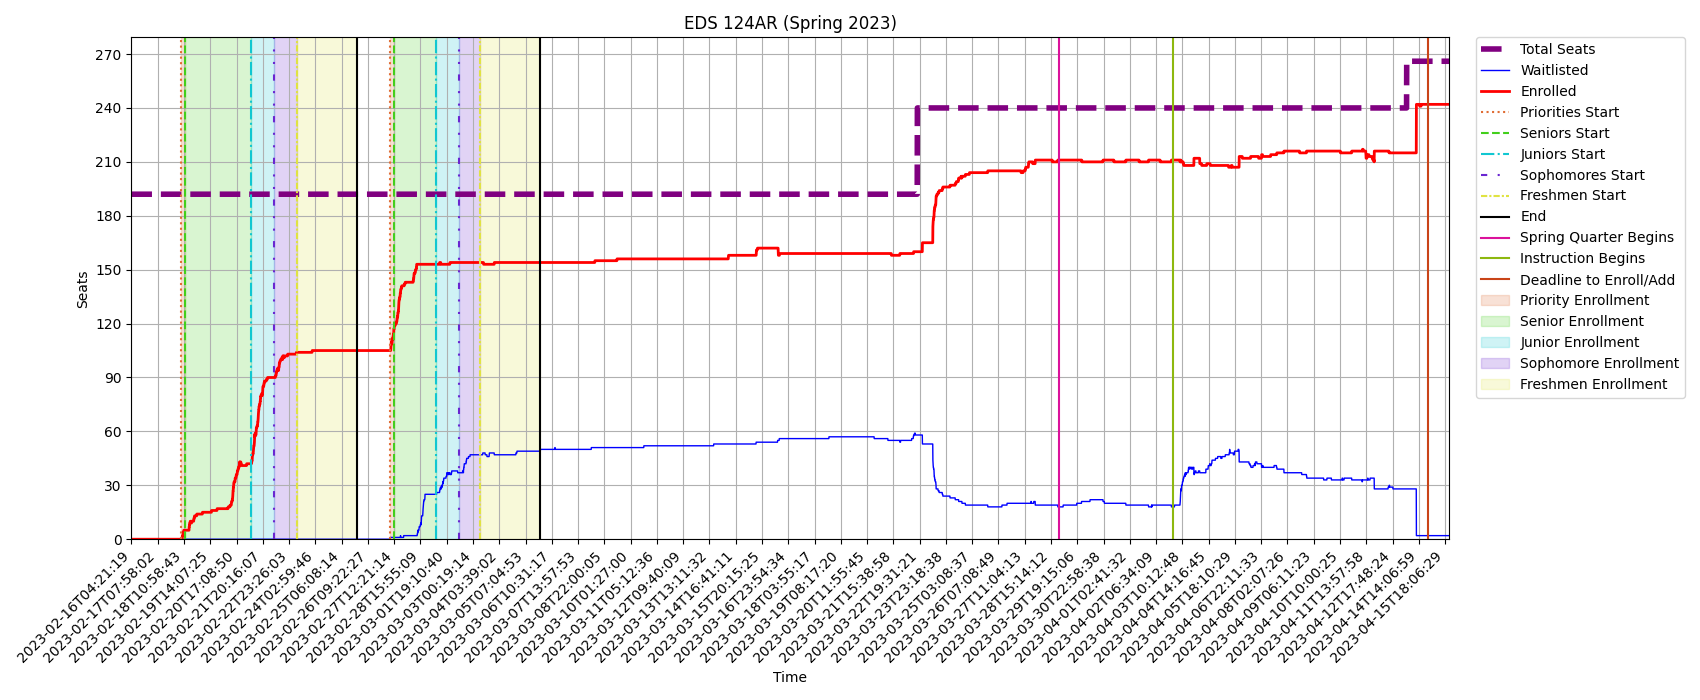 EDS 124AR (Spring 2023)
Seats
270
240
210
180
150
120
90
60
30
0
2023-02-16T04:21:19
2023-02-17T07:58:02
2023-02-18T10:58:43
2023-02-19T14:07:25
2023-02-20T17:08:50
2023-02-21T20:16:07
2023-02-22T23:26:03
2023-02-24T02:59:46
2023-02-25T06:08:14
2023-02-26T09:22:27
2023-02-27T12:21:14
2023-02-28T15:55:09
2023-03-01T19:10:40
2023-03-03T00:19:14
2023-03-04T03:39:02
2023-03-05T07:04:53
2023-03-06T10:31:17
2023-03-07T13:57:53
2023-03-08T22:00:05
2023-03-10T01:27:00
2023-03-11T05:12:36
2023-03-12T09:40:09
2023-03-13T13:11:32
2023-03-14T16:41:11
2023-03-15T20:15:25
2023-03-16T23:54:34
2023-03-18T03:55:17
2023-03-19T08:17:20
2023-03-20T11:55:45
2023-03-21T15:38:58
2023-03-22T19:31:21
2023-03-23T23:18:38
2023-03-25T03:08:37
2023-03-26T07:08:49
2023-03-27T11:04:13
2023-03-28T15:14:12
2023-03-29T19:15:06
2023-03-30T22:58:38
2023-04-01T02:41:32
2023-04-02T06:34:09
2023-04-03T10:12:48
2023-04-04T14:16:45
2023-04-05T18:10:29
2023-04-06T22:11:33
2023-04-08T02:07:26
2023-04-09T06:11:23
2023-04-10T10:00:25
2023-04-11T13:57:58
2023-04-12T17:48:24
2023-04-14T14:06:59
2023-04-15T18:06:29
Time
Total Seats
Waitlisted
Enrolled
Priorities Start
Seniors Start
Juniors Start
Sophomores Start
Freshmen Start
End
Spring Quarter Begins
Instruction Begins
Deadline to Enroll/Add
Priority Enrollment
Senior Enrollment
Junior Enrollment
Sophomore Enrollment
Freshmen Enrollment